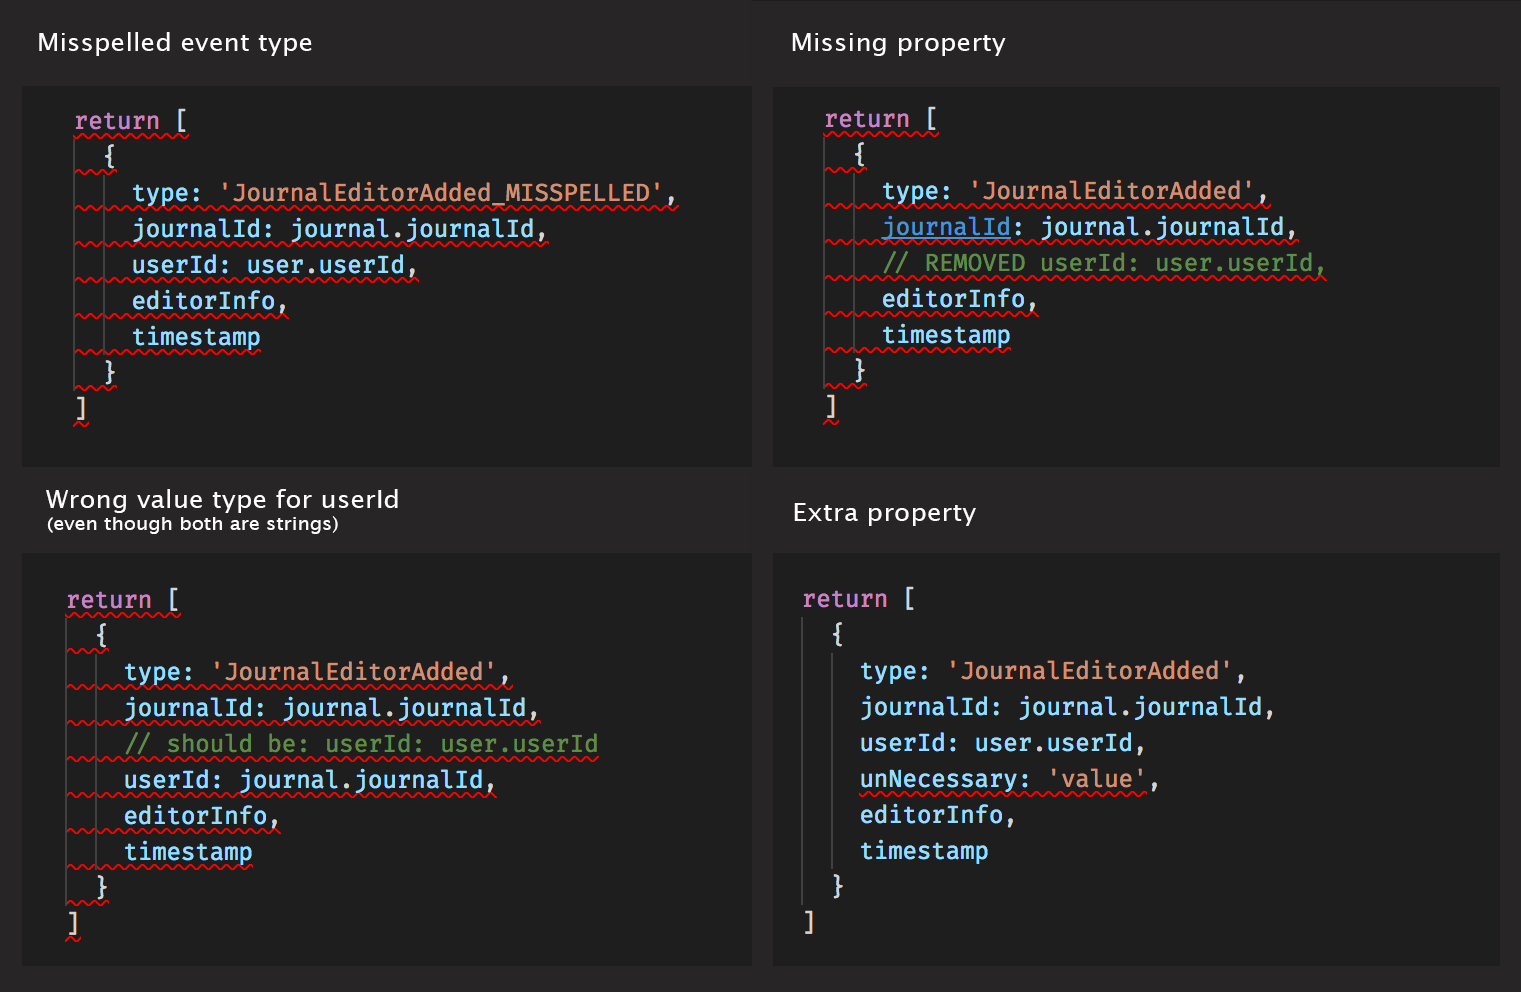 Misspelled event type
return [
  {
    type: 'JournalEditorAdded_MISSPELLED',
    journalId: journal.journalId,
    userId: user.userId,
    editorInfo,
    timestamp
  }
]
Missing property
return [
  {
    type: 'JournalEditorAdded',
    journalId: journal.journalId,
    // REMOVED userId: user.userId,
    editorInfo,
    timestamp
  }
]
Wrong value type for userId
(even though both are strings)
return [
  {
    type: 'JournalEditorAdded',
    journalId: journal.journalId,
    // should be: userId: user.userId
    userId: journal.journalId,
    editorInfo,
    timestamp
  }
]
Extra property
return [
  {
    type: 'JournalEditorAdded',
    journalId: journal.journalId,
    userId: user.userId,
    unNecessary: 'value',
    editorInfo,
    timestamp
  }
]